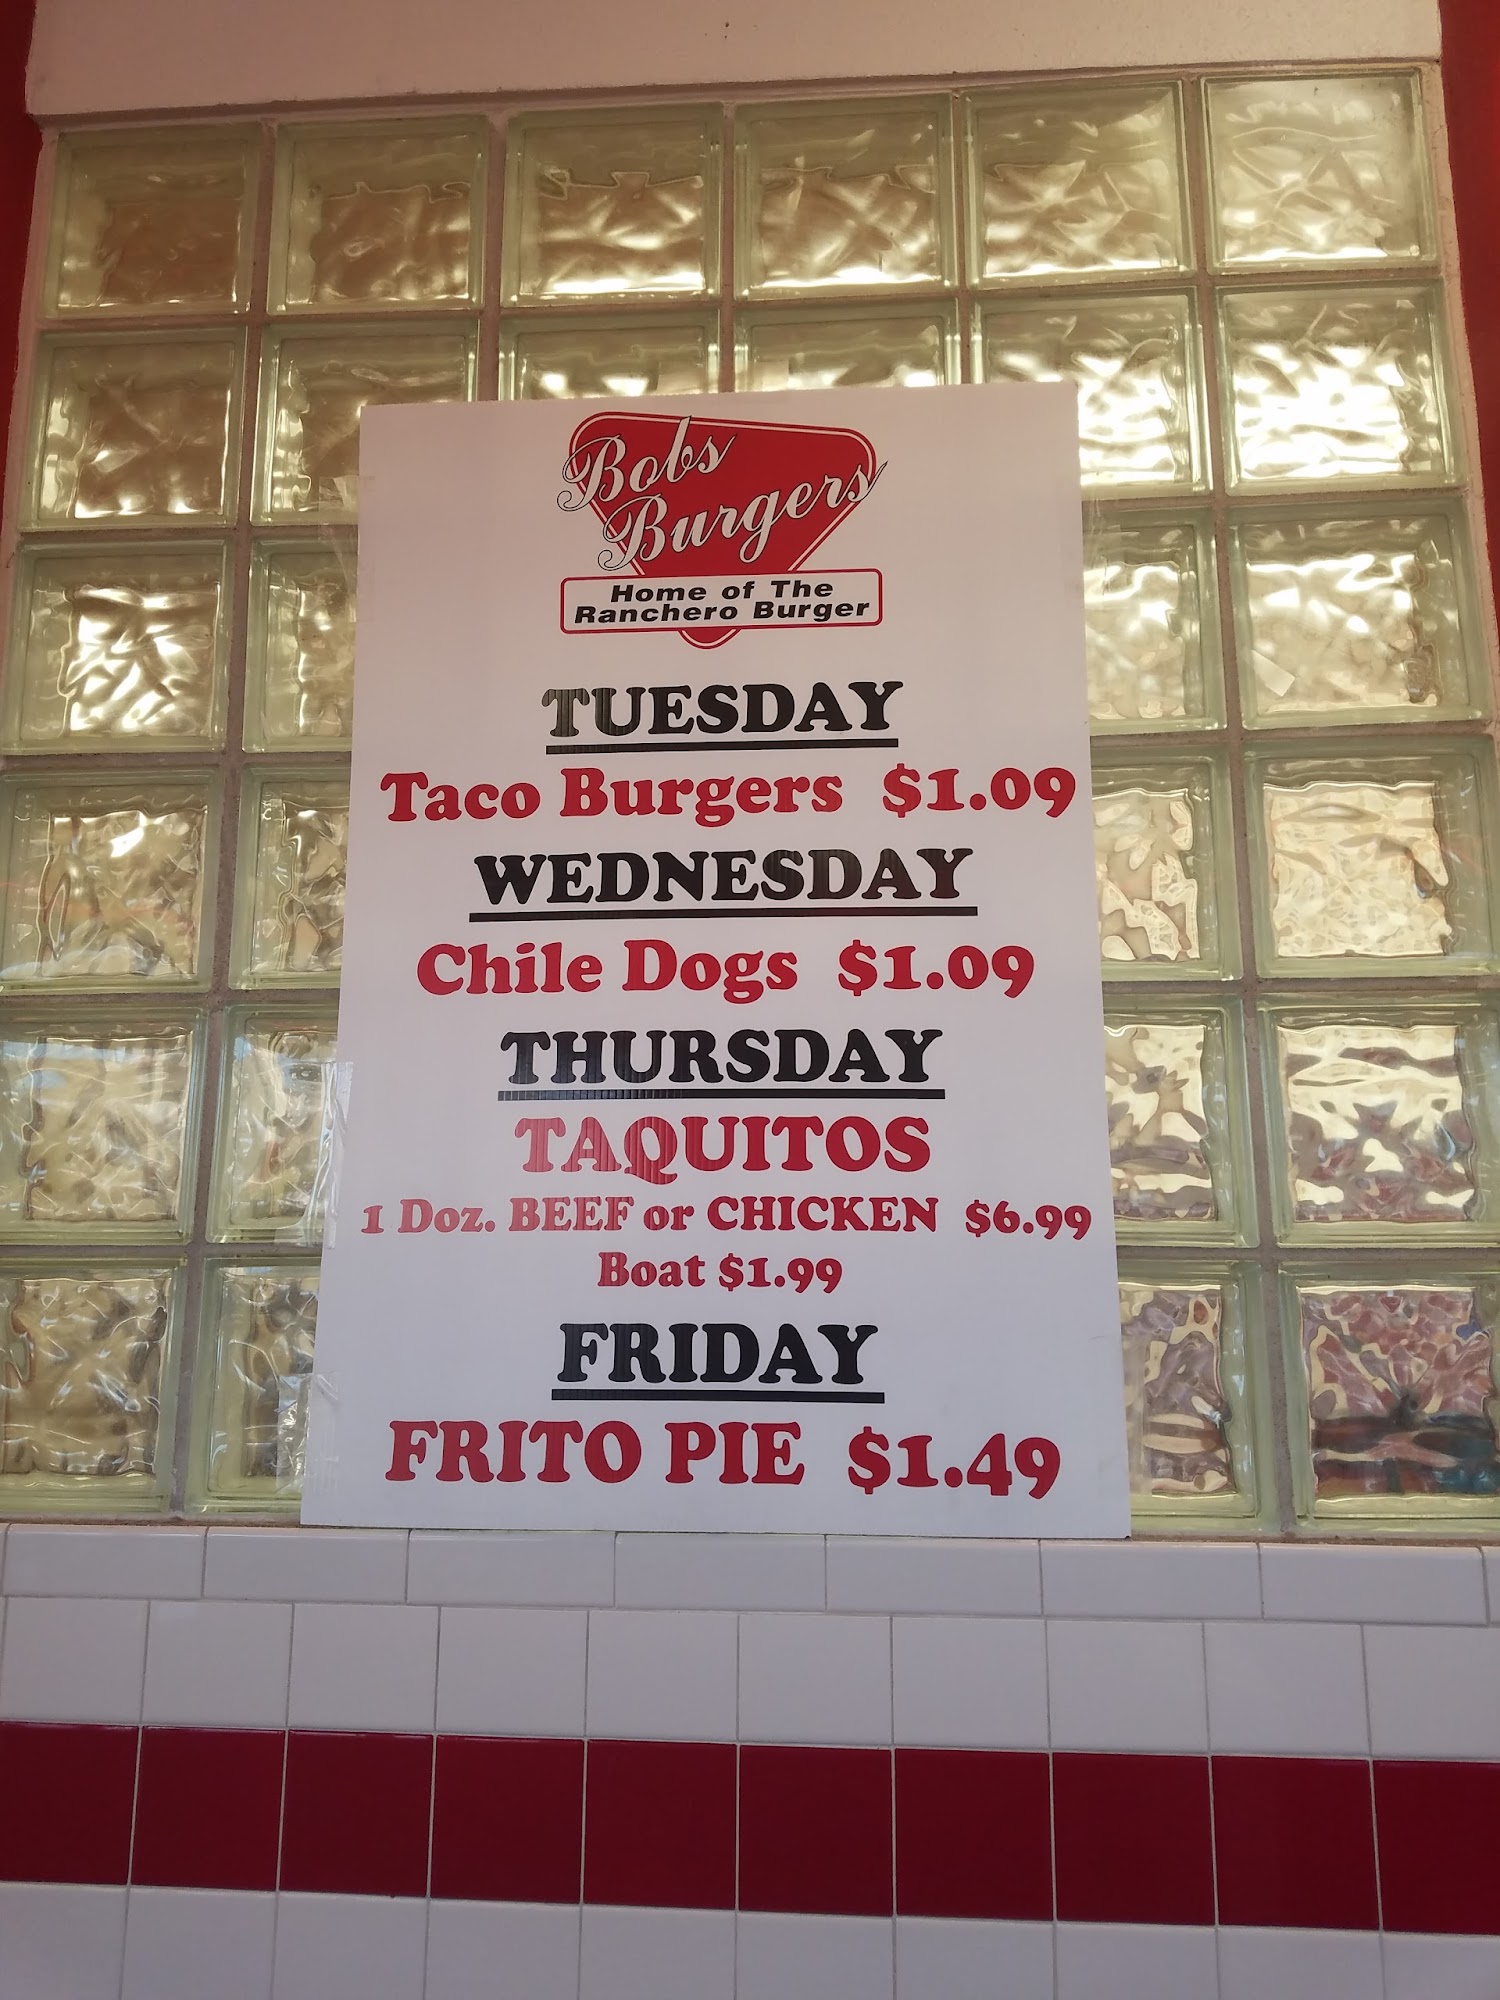 Bobs
Burgers
Home of The
Ranchero Burger
TUESDAY
Taco Burgers $1.09
WEDNESDAY
Chile Dogs $1.09
THURSDAY
TAQUITOS
1 Doz. BEEF or CHICKEN $6.99
Boat $1.99
FRIDAY
FRITO PIE $1.49